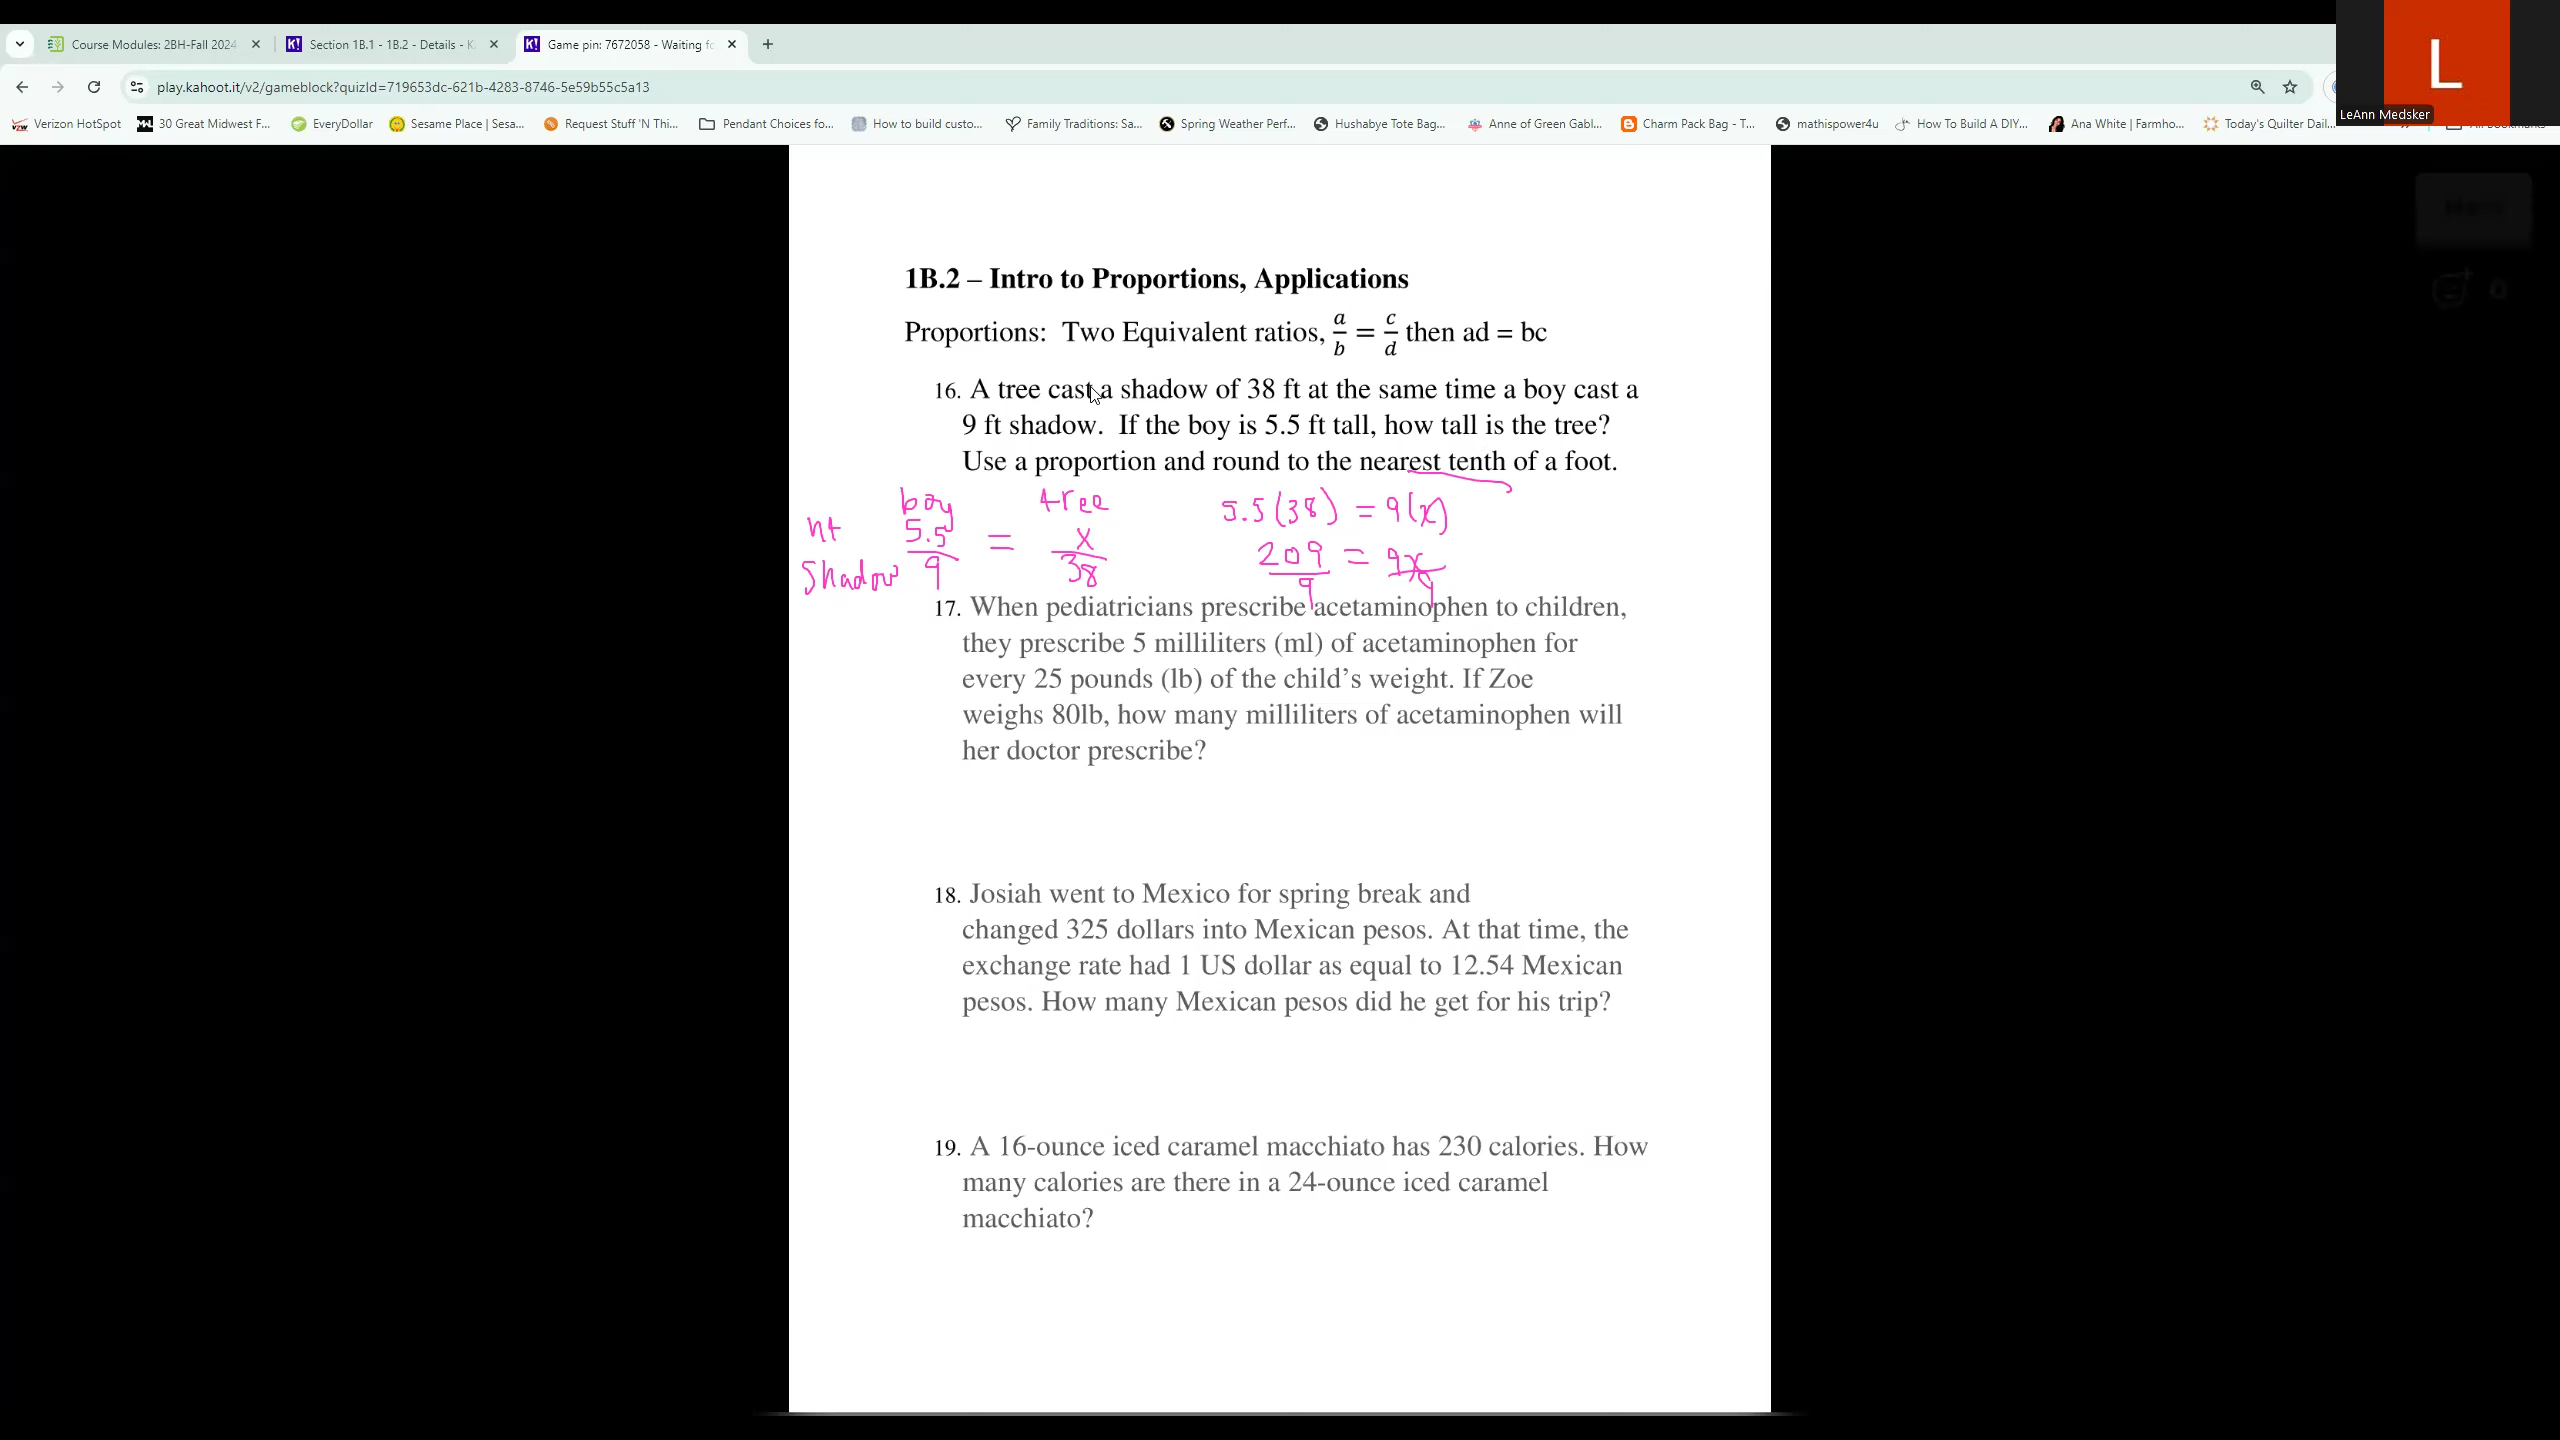 Course Modules: 2BH-Fall 2024
Section 1B.1 - 1B.2 - Details - K
Game pin: 7672058 - Waiting fo
L
play.kahoot.it/v2/gameblock?quizId=719653dc-621b-4283-8746-5e59b55c5a13
LeAnn Medsker
Verizon HotSpot
30 Great Midwest F...
EveryDollar
Sesame Place | Sesa...
Request Stuff 'N Thi...
Pendant Choices fo...
How to build custo...
Family Traditions: Sa...
Spring Weather Perf...
Hushabye Tote Bag...
Anne of Green Gabl...
Charm Pack Bag - T...
mathispower4u
How To Build A DIY...
Ana White | Farmho...
Today's Quilter Dail...
1B.2 – Intro to Proportions, Applications
Proportions: Two Equivalent ratios, a/b = c/d then ad = bc
16. A tree cast a shadow of 38 ft at the same time a boy cast a
9 ft shadow. If the boy is 5.5 ft tall, how tall is the tree?
Use a proportion and round to the nearest tenth of a foot.
boy tree 5.5(38) = 9(x)
ht 5.5 = x 209 = 9x
shadow 9 38 9 9
17. When pediatricians prescribe acetaminophen to children,
they prescribe 5 milliliters (ml) of acetaminophen for
every 25 pounds (lb) of the child's weight. If Zoe
weighs 80lb, how many milliliters of acetaminophen will
her doctor prescribe?
18. Josiah went to Mexico for spring break and
changed 325 dollars into Mexican pesos. At that time, the
exchange rate had 1 US dollar as equal to 12.54 Mexican
pesos. How many Mexican pesos did he get for his trip?
19. A 16-ounce iced caramel macchiato has 230 calories. How
many calories are there in a 24-ounce iced caramel
macchiato?